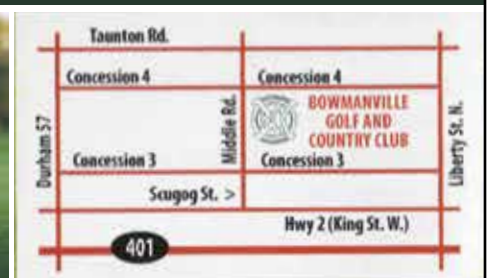 Taunton Rd.
Concession 4
Concession 4
Durham 57
Middle Rd.
BOWMANVILLE
GOLF AND
COUNTRY CLUB
Liberty St. N.
Concession 3
Concession 3
Scugog St. >
Hwy 2 (King St. W.)
401